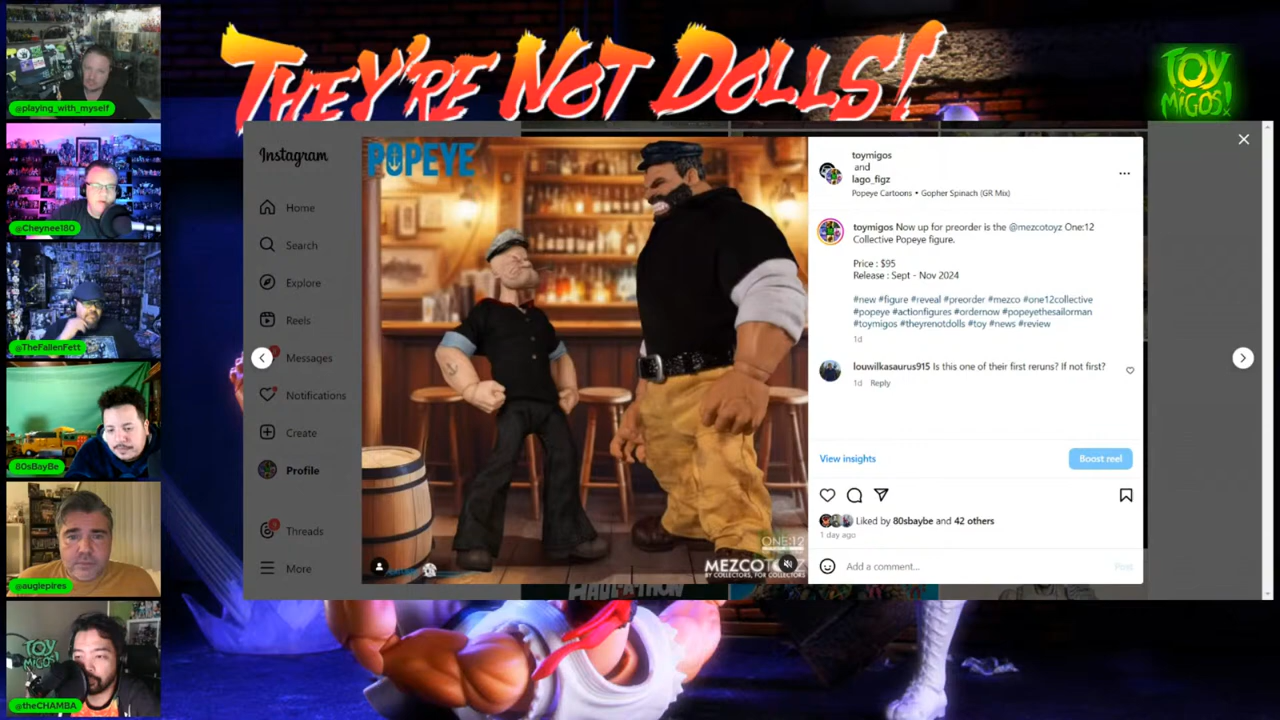 THEY'RE NOT DOLLS!
TOY
MIGOS!
@playing_with_myself
@Cheynee180
@TheFallenFett
80sBayBe
@augiepires
TOY
MIGOS!
@theCHAMBA
Instagram
Home
Search
Explore
Reels
Messages
Notifications
Create
Profile
Threads
More
POPEYE
ONE:12
MEZCOTOYZ
BY COLLECTORS, FOR COLLECTORS
toymigos
and
lago_figz
Popeye Cartoons • Gopher Spinach (GR Mix)
toymigos Now up for preorder is the @mezcotoyz One:12
Collective Popeye figure.
Price : $95
Release : Sept - Nov 2024
#new #figure #reveal #preorder #mezco #one12collective
#popeye #actionfigures #ordernow #popeyethesailorman
#toymigos #theyrenotdolls #toy #news #review
1d
louwilkasaurus915 Is this one of their first reruns? If not first?
1d Reply
View insights
Boost reel
Liked by 80sbaybe and 42 others
1 day ago
Add a comment...
Post